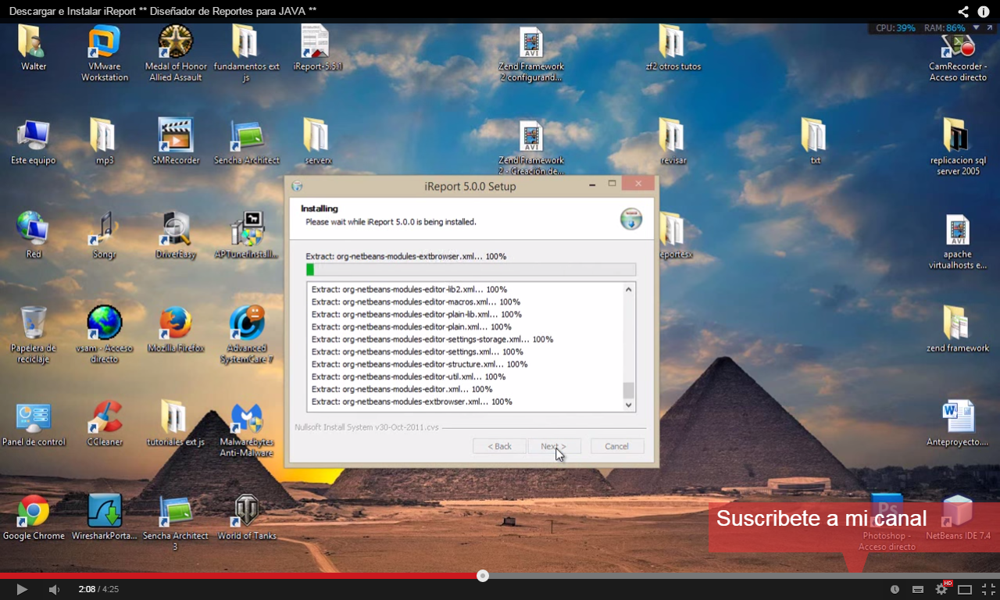 Descargar e Instalar iReport ** Diseñador de Reportes para JAVA **
CPU: 39% RAM: 86%
Walter
VMware
Workstation
Medal of Honor
Allied Assault
fundamentos ext
js
iReport-5.5.1
Zend Framework
2 configurand...
zf2 otros tutos
CamRecorder -
Acceso directo
Este equipo
mp3
SMRecorder
Sencha Architect
serverx
Zend Framework
2 - Creación de...
revisar
txt
replicacion sql
server 2005
iReport 5.0.0 Setup
Installing
Please wait while iReport 5.0.0 is being installed.
Extract: org-netbeans-modules-extbrowser.xml... 100%
Extract: org-netbeans-modules-editor-lib2.xml... 100%
Extract: org-netbeans-modules-editor-macros.xml... 100%
Extract: org-netbeans-modules-editor-plain-lib.xml... 100%
Extract: org-netbeans-modules-editor-plain.xml... 100%
Extract: org-netbeans-modules-editor-settings-storage.xml... 100%
Extract: org-netbeans-modules-editor-settings.xml... 100%
Extract: org-netbeans-modules-editor-structure.xml... 100%
Extract: org-netbeans-modules-editor-util.xml... 100%
Extract: org-netbeans-modules-editor.xml... 100%
Extract: org-netbeans-modules-extbrowser.xml... 100%
Nullsoft Install System v30-Oct-2011.cvs
< Back
Next >
Cancel
Red
Songr
DriverEasy
APTunerInstall...
eportesx
AVI
apache
virtualhosts e...
Papelera de
reciclaje
vsam - Acceso
directo
Mozilla Firefox
Advanced
SystemCare 7
zend framework
Panel de control
CCleaner
tutoriales ext js
Malwarebytes
Anti-Malware
Anteproyecto....
Google Chrome
WiresharkPorta...
Sencha Architect
3
World of Tanks
Suscribete a mi canal
Ps
Photoshop -
Acceso directo
NetBeans IDE 7.4
2:08 / 4:25
HD